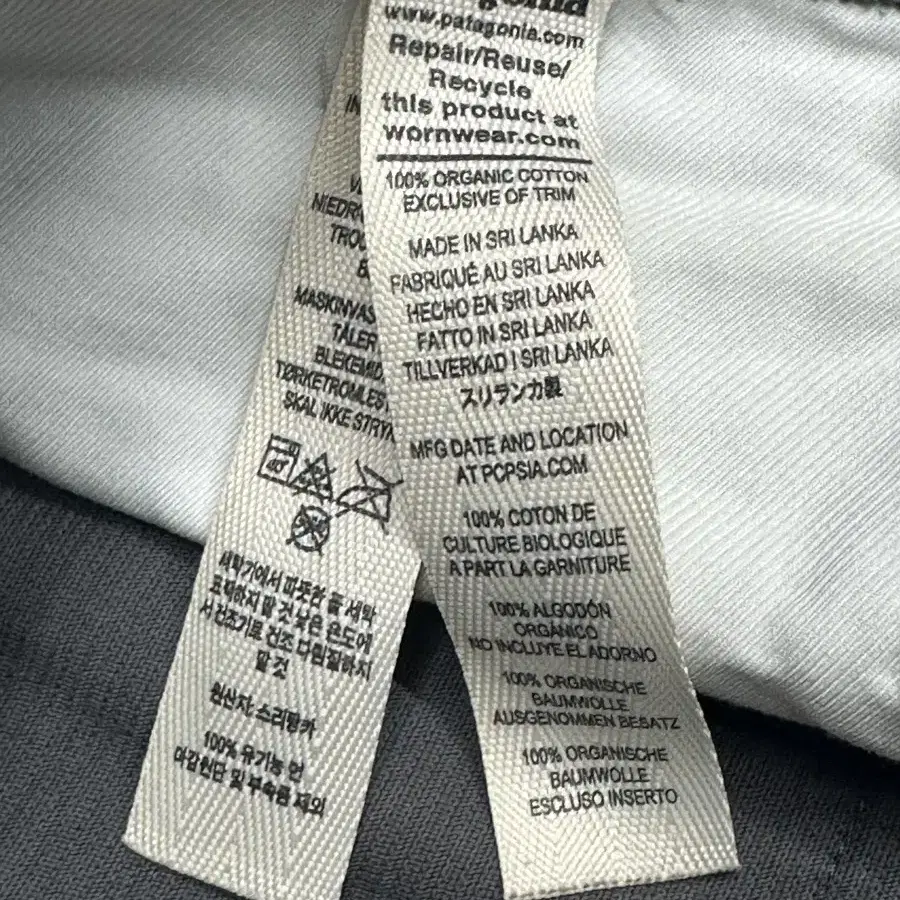 www.patagonia.com
Repair/Reuse/
Recycle
this product at
wornwear.com
100% ORGANIC COTTON
EXCLUSIVE OF TRIM
MADE IN SRI LANKA
FABRIQUÉ AU SRI LANKA
HECHO EN SRI LANKA
FATTO IN SRI LANKA
TILLVERKAD I SRI LANKA
スリランカ製
MFG DATE AND LOCATION
AT PCPSIA.COM
100% COTON DE
CULTURE BIOLOGIQUE
A PART LA GARNITURE
100% ALGODÓN
ORGÁNICO
NO INCLUYE EL ADORNO
100% ORGANISCHE
BAUMWOLLE
AUSGENOMMEN BESATZ
100% ORGANISCHE
BAUMWOLLE
ESCLUSO INSERTO
TÅLER
SKAL IKKE STRYK
40°
세탁기에서 따뜻한 물 세탁
표백하지 말 것 낮은 온도에
서 건조기로 건조 다림질하지
말 것
원산지: 스리랑카
100% 유기농 면
마감원단 및 부속품 제외